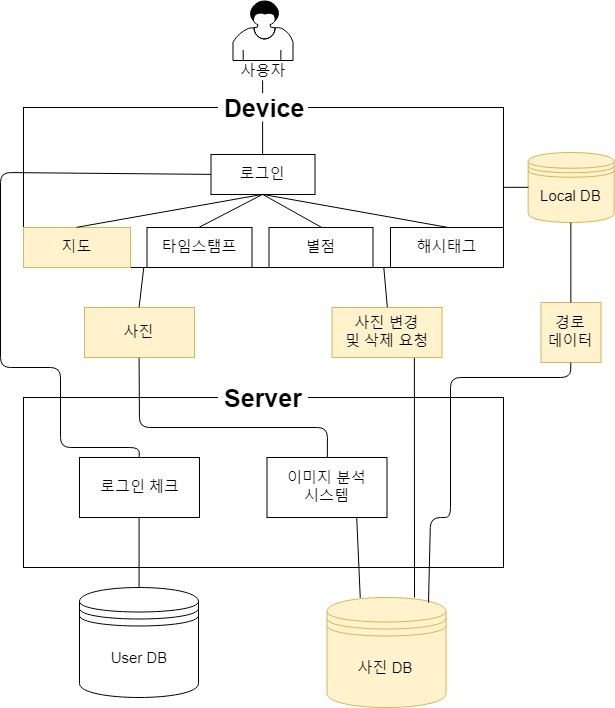 사용자
Device
로그인
Local DB
지도
타임스탬프
별점
해시태그
사진
사진 변경
및 삭제 요청
경로
데이터
Server
로그인 체크
이미지 분석
시스템
User DB
사진 DB